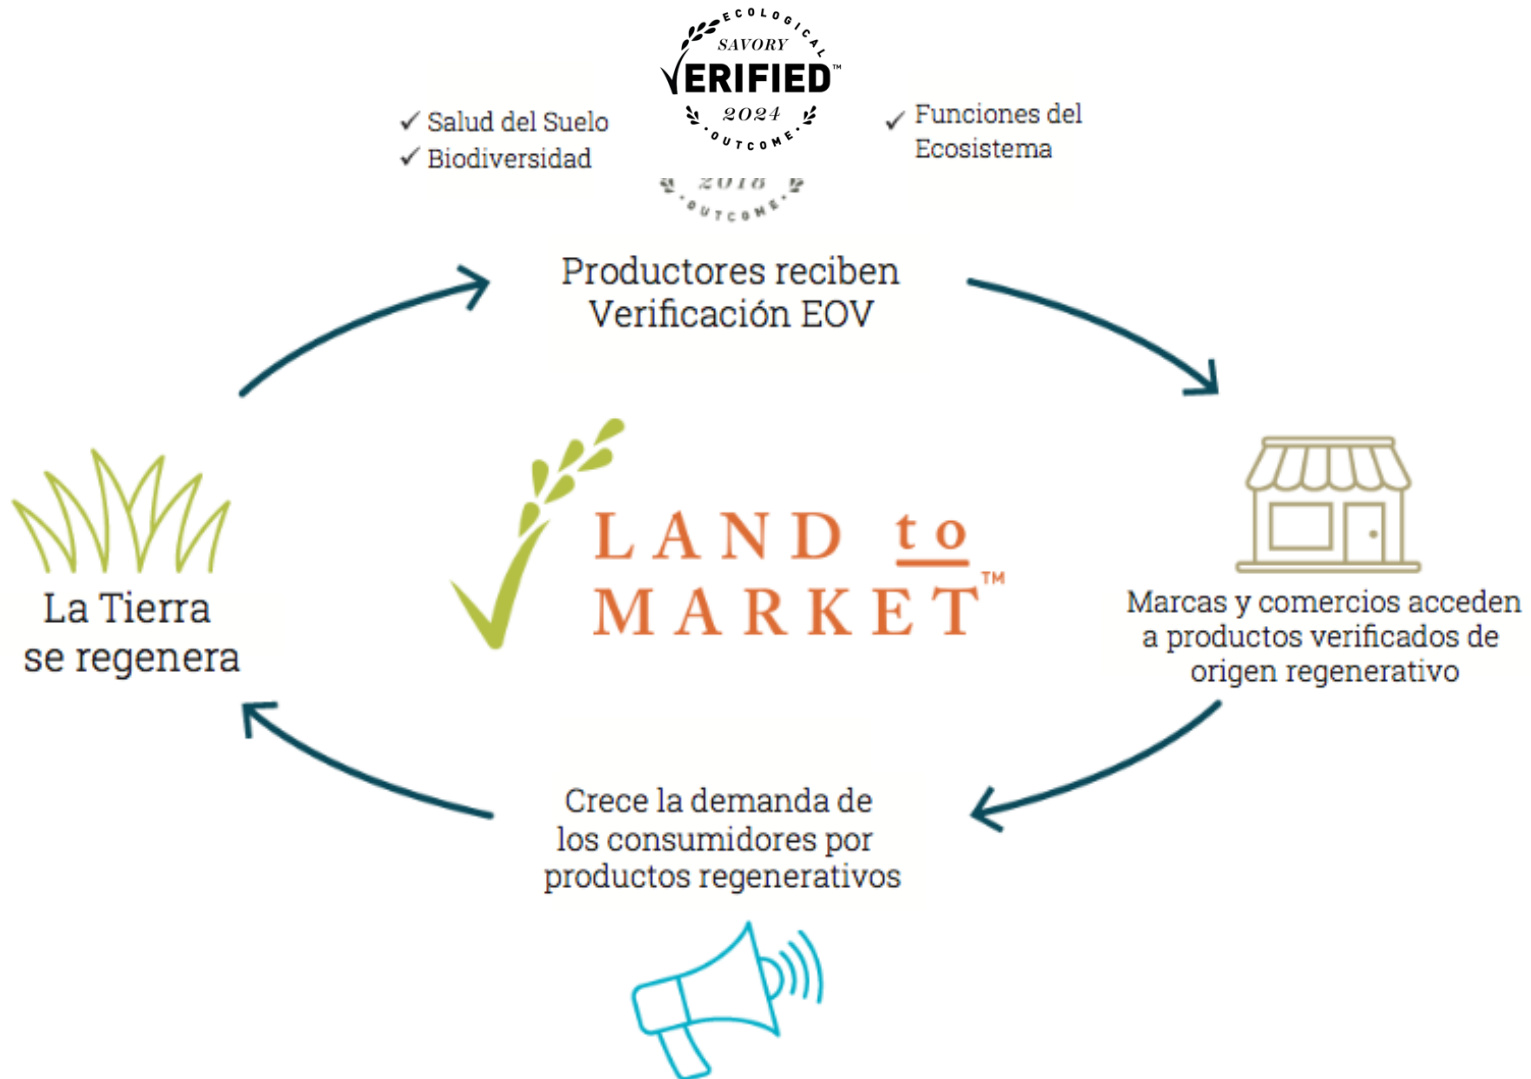 ECOLOGICAL
SAVORY
VERIFIED™
2024
OUTCOME
✓ Salud del Suelo
✓ Biodiversidad
✓ Funciones del
Ecosistema
2018
OUTCOME
Productores reciben
Verificación EOV
LAND to
MARKET™
La Tierra
se regenera
Marcas y comercios acceden
a productos verificados de
origen regenerativo
Crece la demanda de
los consumidores por
productos regenerativos